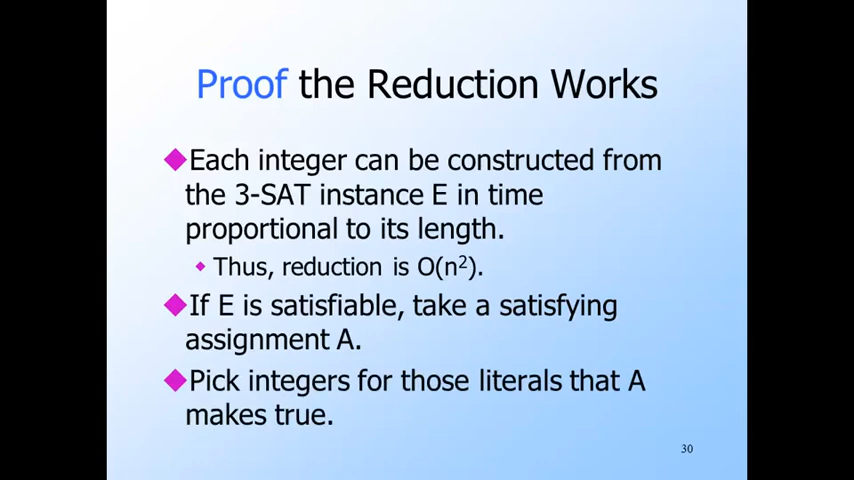 Proof the Reduction Works
◆Each integer can be constructed from
the 3-SAT instance E in time
proportional to its length.
◆ Thus, reduction is O(n²).
◆If E is satisfiable, take a satisfying
assignment A.
◆Pick integers for those literals that A
makes true.
30